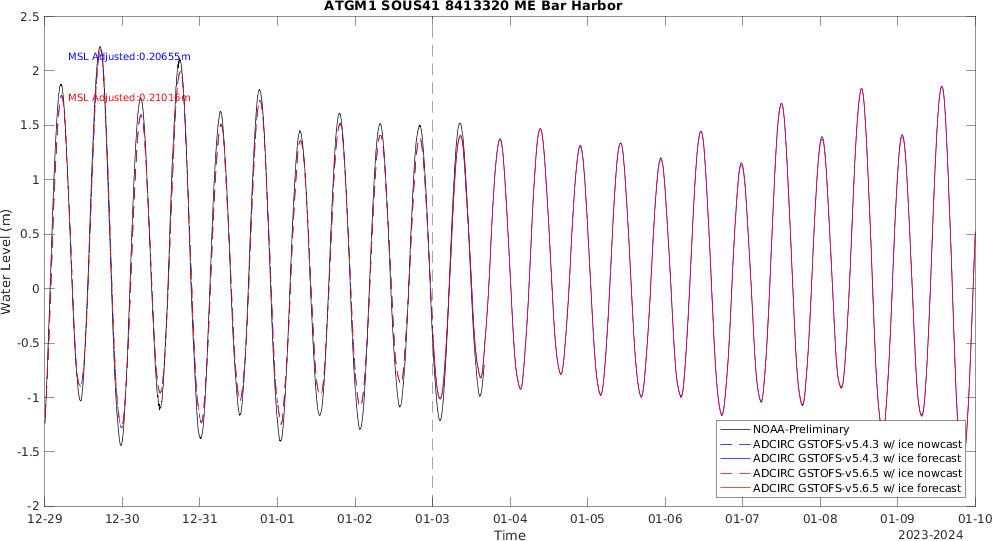 ATGM1 SOUS41 8413320 ME Bar Harbor
2.5
2
1.5
1
0.5
0
-0.5
-1
-1.5
-2
Water Level (m)
MSL Adjusted:0.20655m
MSL Adjusted:0.21016m
NOAA-Preliminary
ADCIRC GSTOFS-v5.4.3 w/ ice nowcast
ADCIRC GSTOFS-v5.4.3 w/ ice forecast
ADCIRC GSTOFS-v5.6.5 w/ ice nowcast
ADCIRC GSTOFS-v5.6.5 w/ ice forecast
12-29 12-30 12-31 01-01 01-02 01-03 01-04 01-05 01-06 01-07 01-08 01-09 01-10
Time
2023-2024